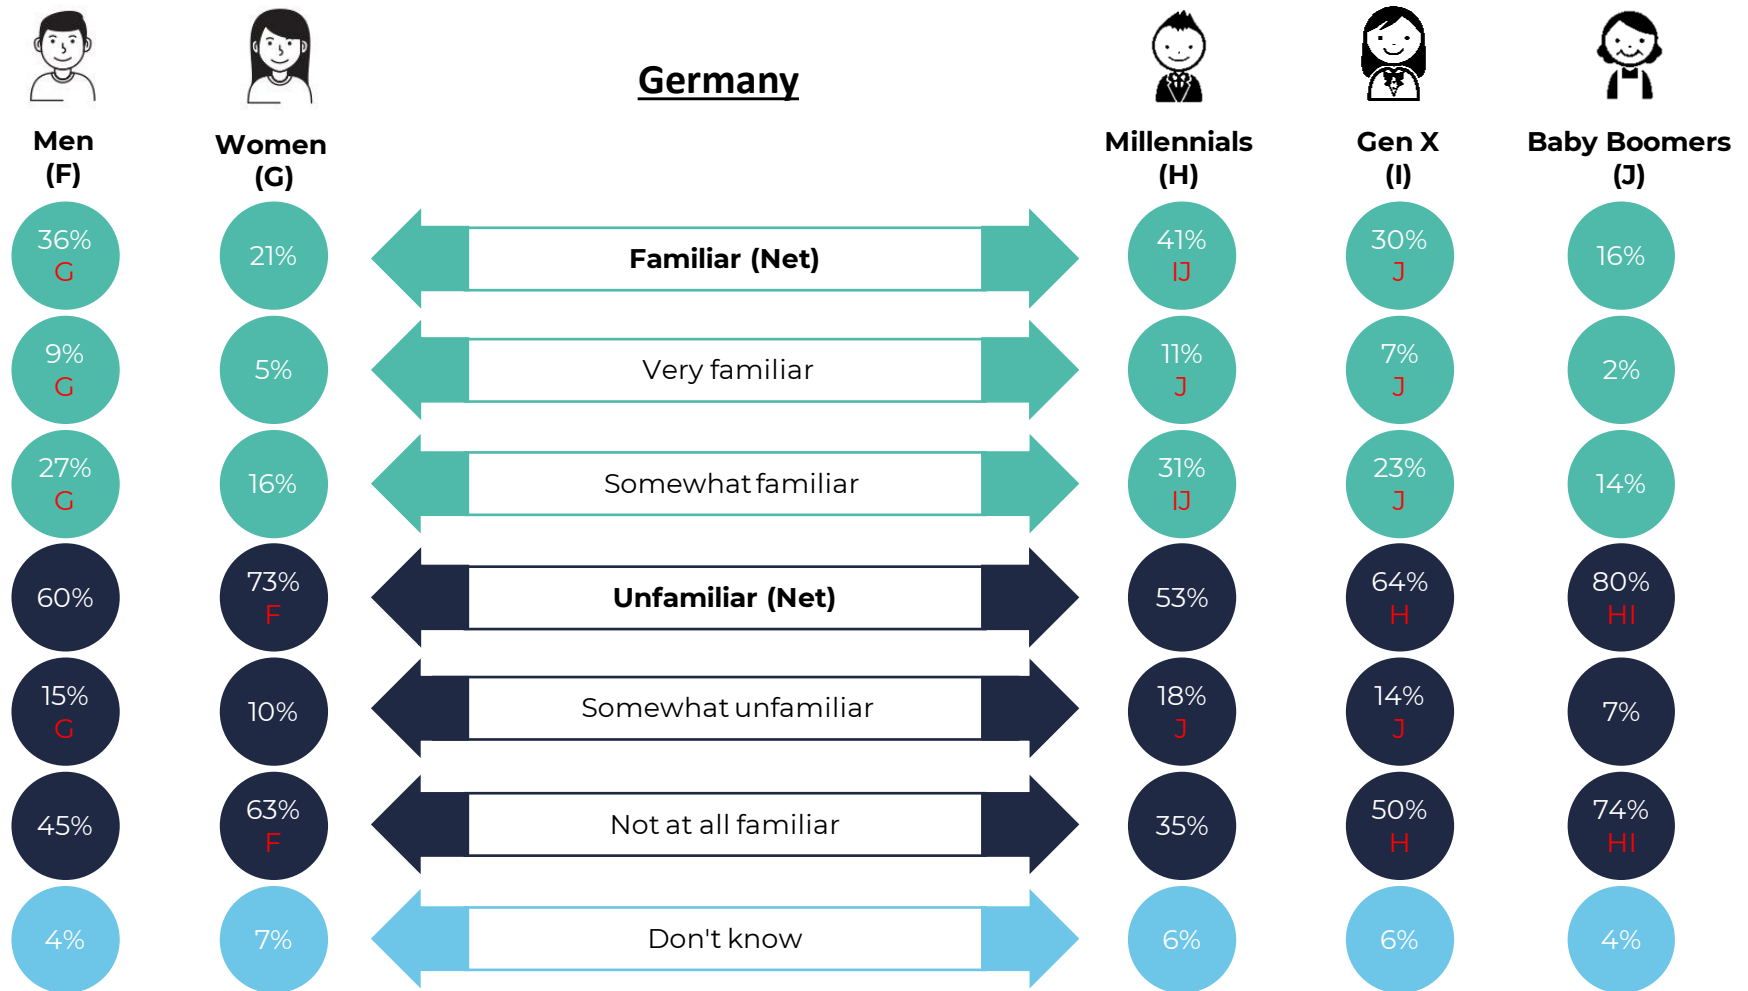 Germany
Men
(F)
Women
(G)
Millennials
(H)
Gen X
(I)
Baby Boomers
(J)
36%
G
21%
Familiar (Net)
41%
IJ
30%
J
16%
9%
G
5%
Very familiar
11%
J
7%
J
2%
27%
G
16%
Somewhat familiar
31%
IJ
23%
J
14%
60%
73%
F
Unfamiliar (Net)
53%
64%
H
80%
HI
15%
G
10%
Somewhat unfamiliar
18%
J
14%
J
7%
45%
63%
F
Not at all familiar
35%
50%
H
74%
HI
4%
7%
Don't know
6%
6%
4%